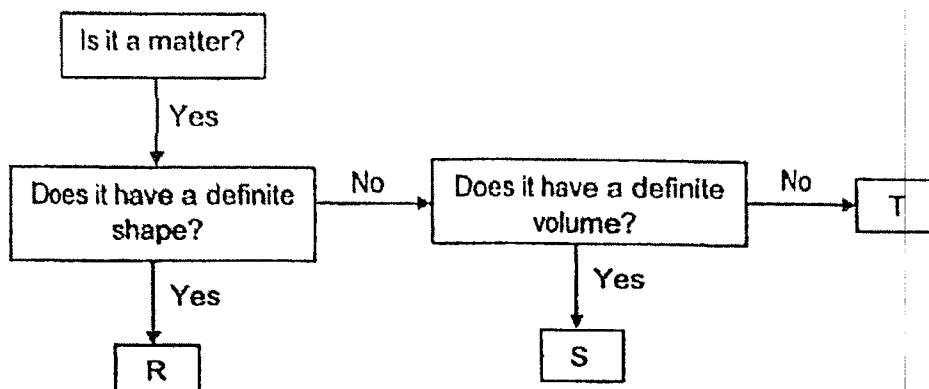 Is it a matter?
Yes
Does it have a definite
shape?
No
Does it have a definite
volume?
No
T
Yes
R
Yes
S